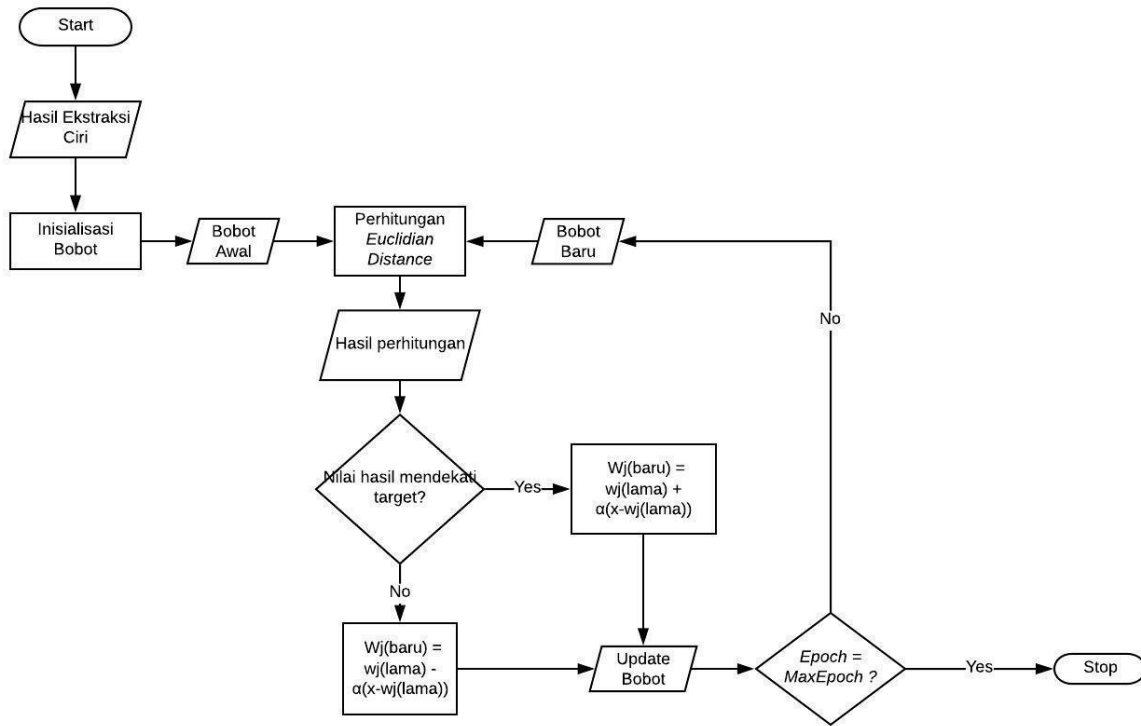 Start
Hasil Ekstraksi
Ciri
Inisialisasi
Bobot
Bobot
Awal
Perhitungan
Euclidian
Distance
Bobot
Baru
No
Hasil perhitungan
Nilai hasil mendekati
target?
Yes
Wj(baru) =
wj(lama) +
α(x-wj(lama))
No
Wj(baru) =
wj(lama) -
α(x-wj(lama))
Update
Bobot
Epoch =
MaxEpoch ?
Yes
Stop